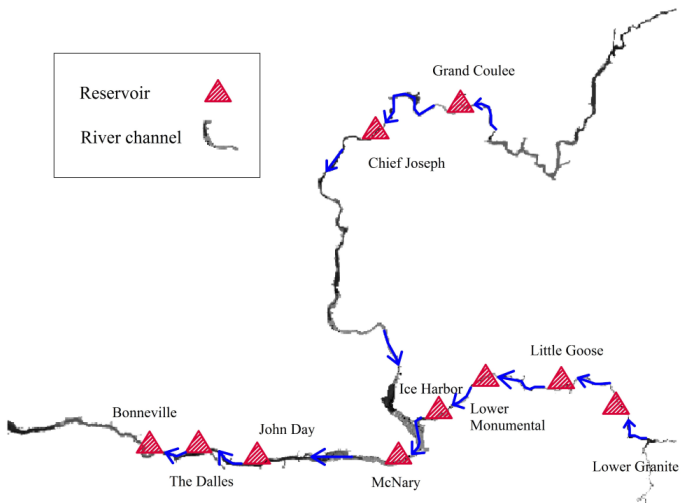 Grand Coulee
Reservoir
River channel
Chief Joseph
Little Goose
Ice Harbor
Bonneville
Lower
Monumental
John Day
Lower Granite
The Dalles
McNary